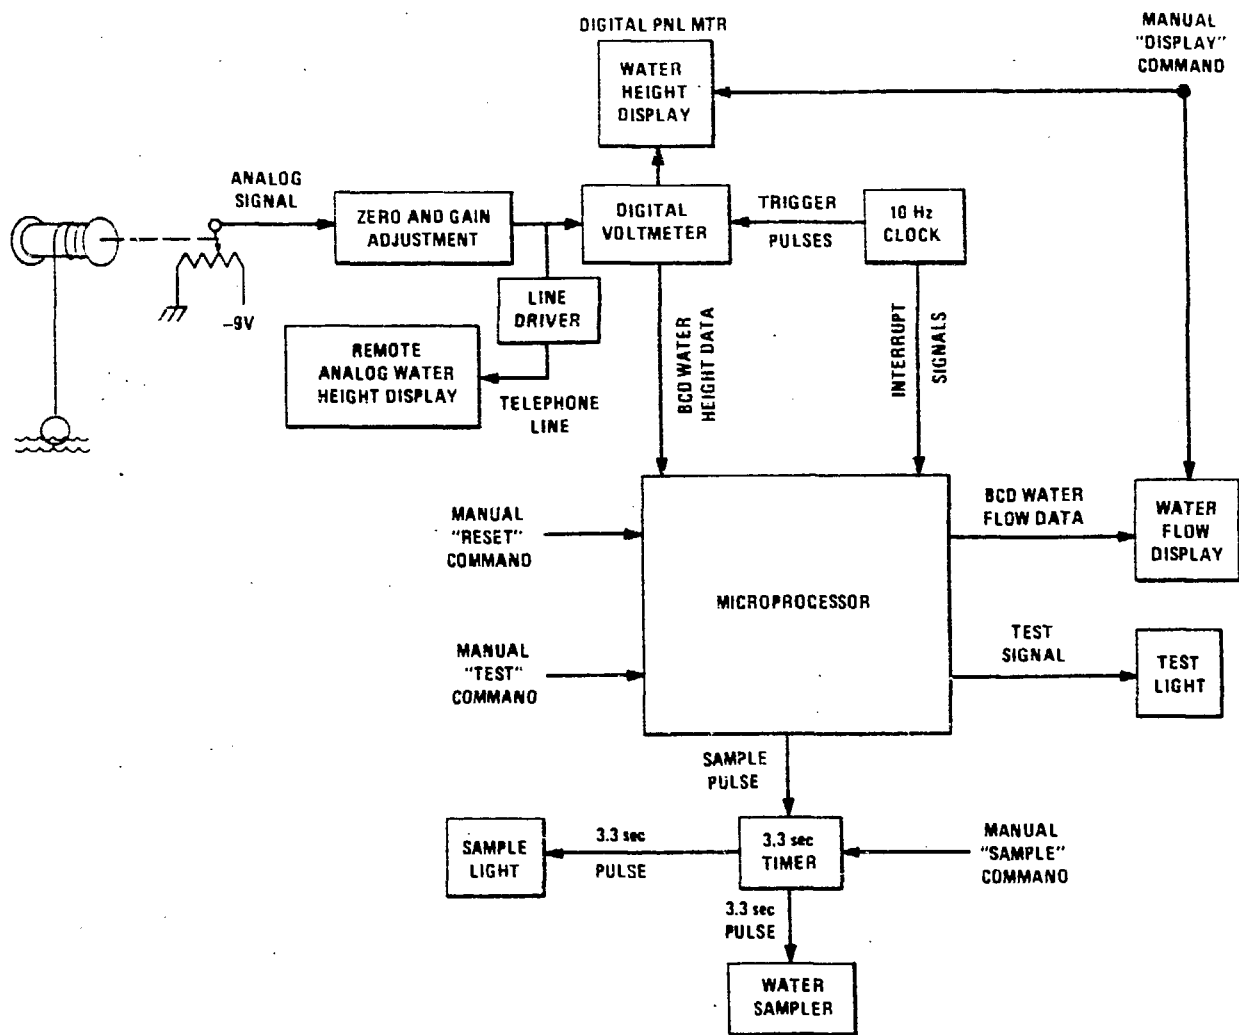 DIGITAL PNL MTR
WATER
HEIGHT
DISPLAY
MANUAL
"DISPLAY"
COMMAND
ANALOG
SIGNAL
ZERO AND GAIN
ADJUSTMENT
DIGITAL
VOLTMETER
TRIGGER
PULSES
10 Hz
CLOCK
-9V
LINE
DRIVER
REMOTE
ANALOG WATER
HEIGHT DISPLAY
TELEPHONE
LINE
BCD WATER
HEIGHT DATA
INTERRUPT
SIGNALS
MANUAL
"RESET"
COMMAND
BCD WATER
FLOW DATA
WATER
FLOW
DISPLAY
MICROPROCESSOR
MANUAL
"TEST"
COMMAND
TEST
SIGNAL
TEST
LIGHT
SAMPLE
PULSE
SAMPLE
LIGHT
3.3 sec
PULSE
3.3 sec
TIMER
MANUAL
"SAMPLE"
COMMAND
3.3 sec
PULSE
WATER
SAMPLER